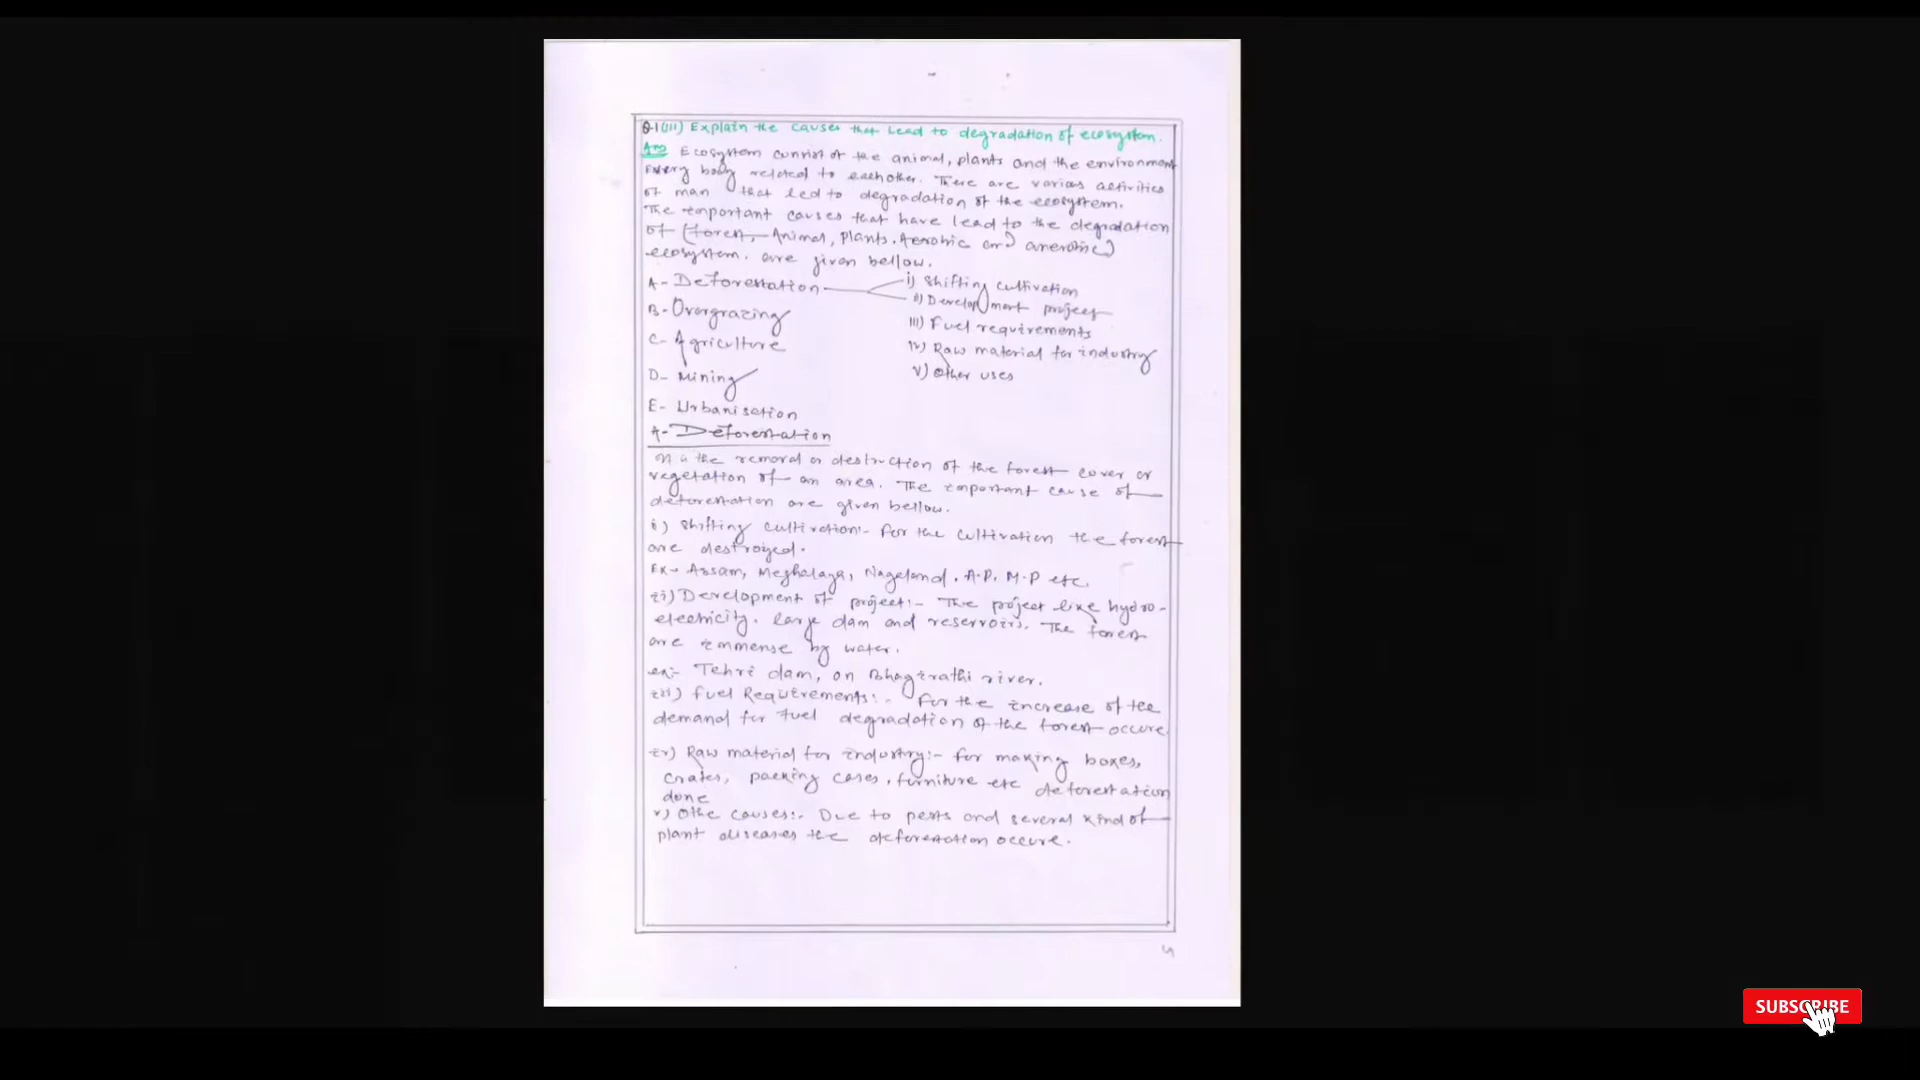 Q-1(iii) Explain the causes that Lead to degradation of ecosystem.
Ans Ecosystem consist of the animal, plants and the environment
Every body related to eachother. There are various activities
of man that led to degradation of the ecosystem.
The important causes that have lead to the degradation
of (forest, Animal, plants. Aerobic and anerobic)
ecosystem. are given bellow.
A- Deforestation
i) Shifting cultivation
ii) Development project
B- Overgrazing
iii) Fuel requirements
C- Agriculture
iv) Raw material for industry
D- Mining
v) Other uses
E- Urbanisation
A- Deforestation
It is the removal or destruction of the forest cover or
vegetation of an area. The important cause of
deforestation are given bellow.
i) Shifting cultivation:- For the cultivation the forest
are destroyed.
Ex- Assam, Meghalaya, Nagaland. A.P, M.P etc.
ii) Development of project:- The project like hydro-
electricity. large dam and reservoirs. The forest
are immense by water.
ex:- Tehri dam, on Bhagirathi river.
iii) Fuel Requirements:- For the increase of the
demand for fuel degradation of the forest occure
iv) Raw material for industry:- for making boxes,
crates, packing cases, furniture etc deforestation
done
v) Othe causes:- Due to pests and several kind of
plant diseases the deforestation occure.
4
SUBSCRIBE